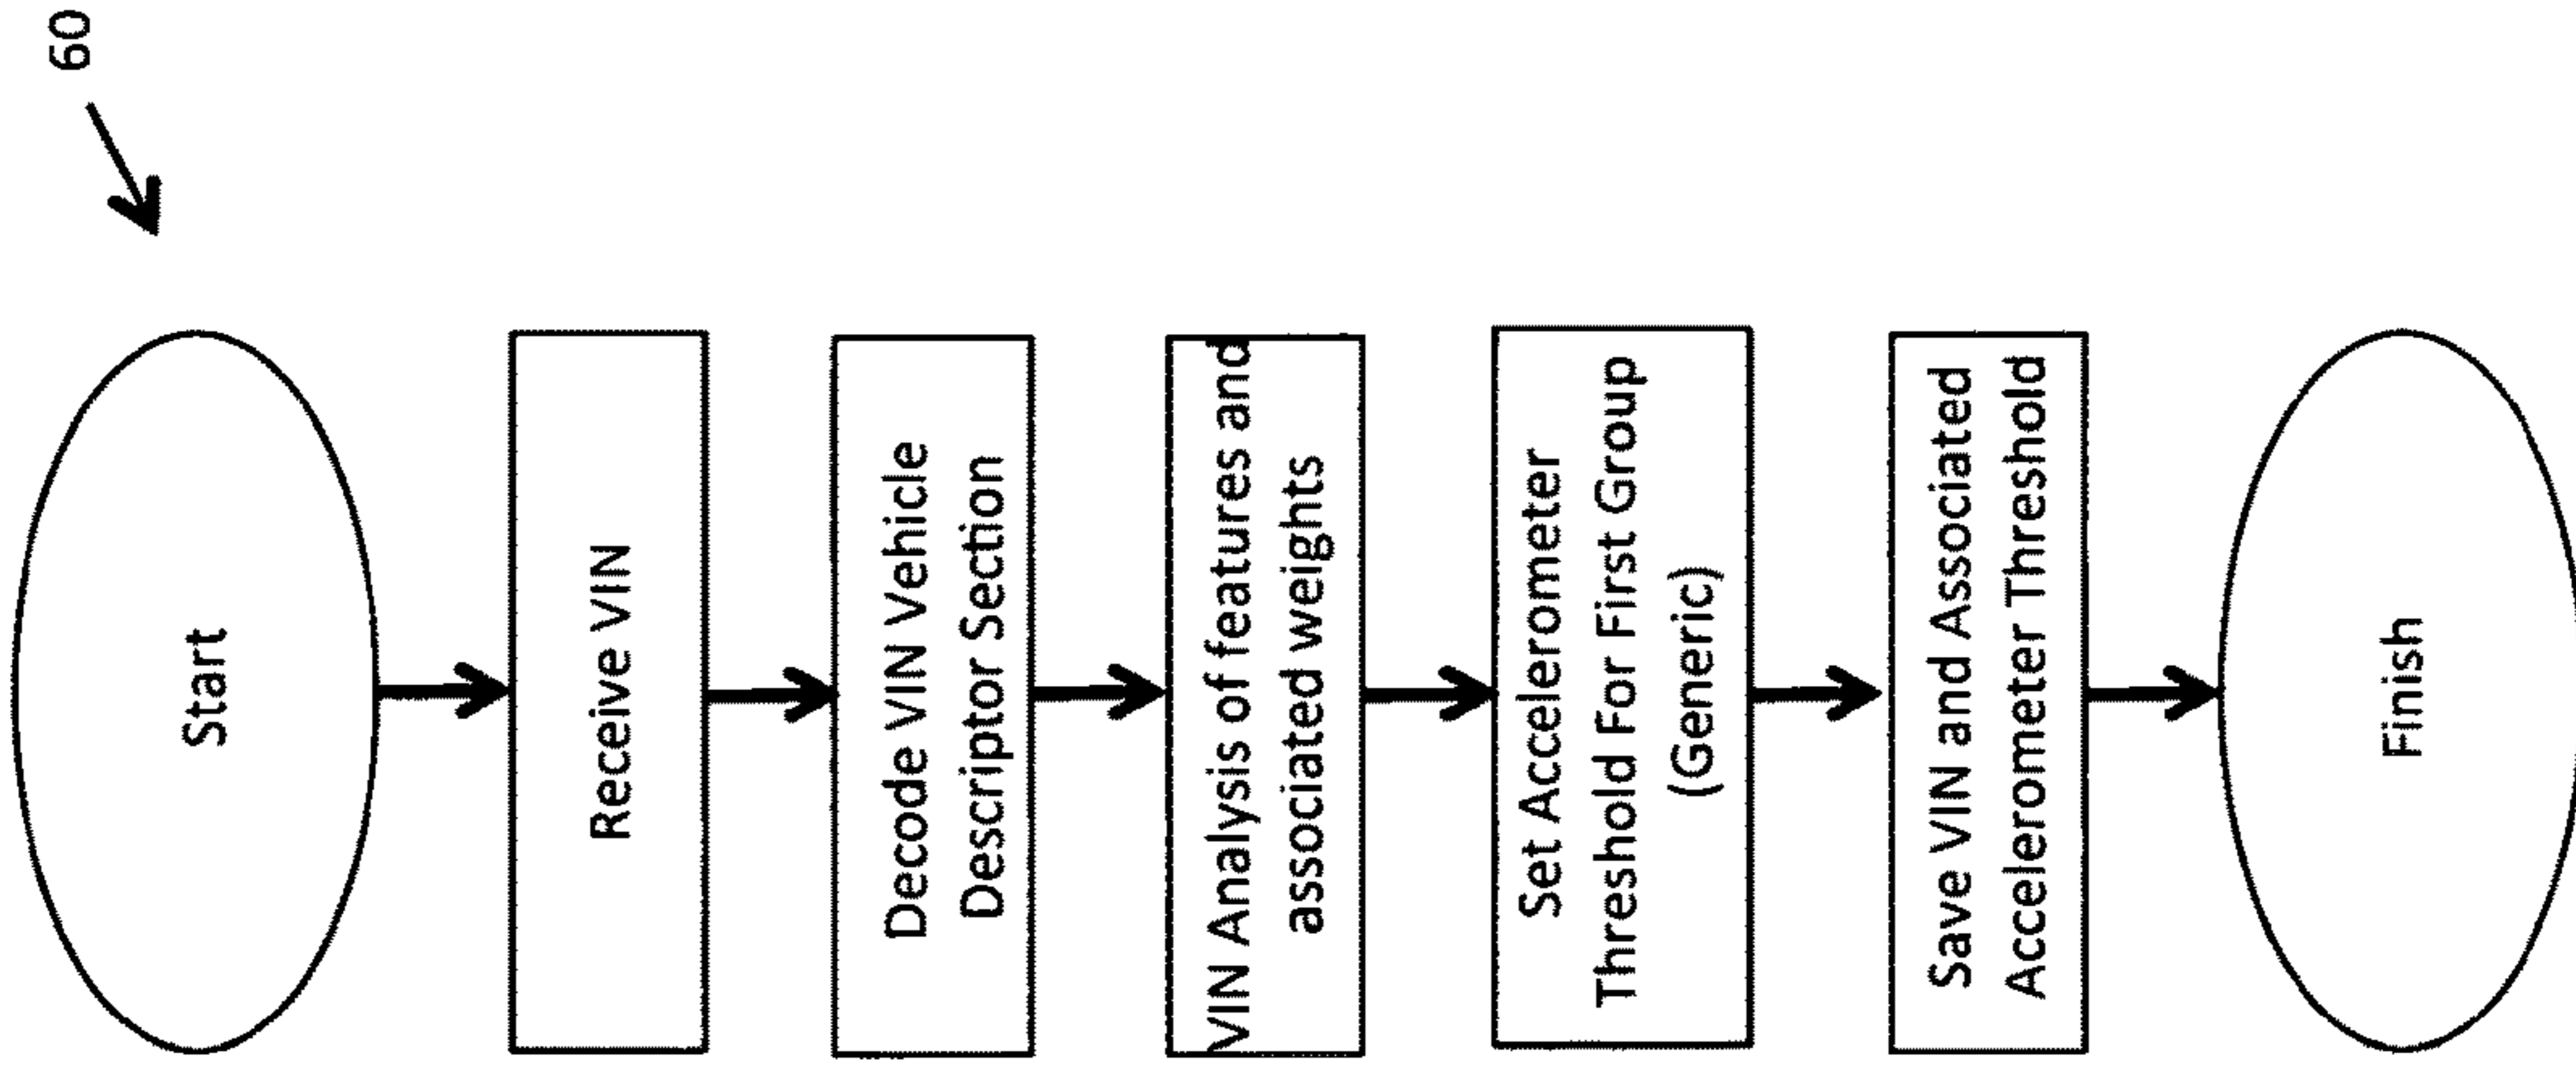 60
Start
Receive VIN
Decode VIN Vehicle
Descriptor Section
VIN Analysis of features and
associated weights
Set Accelerometer
Threshold For First Group
(Generic)
Save VIN and Associated
Accelerometer Threshold
Finish